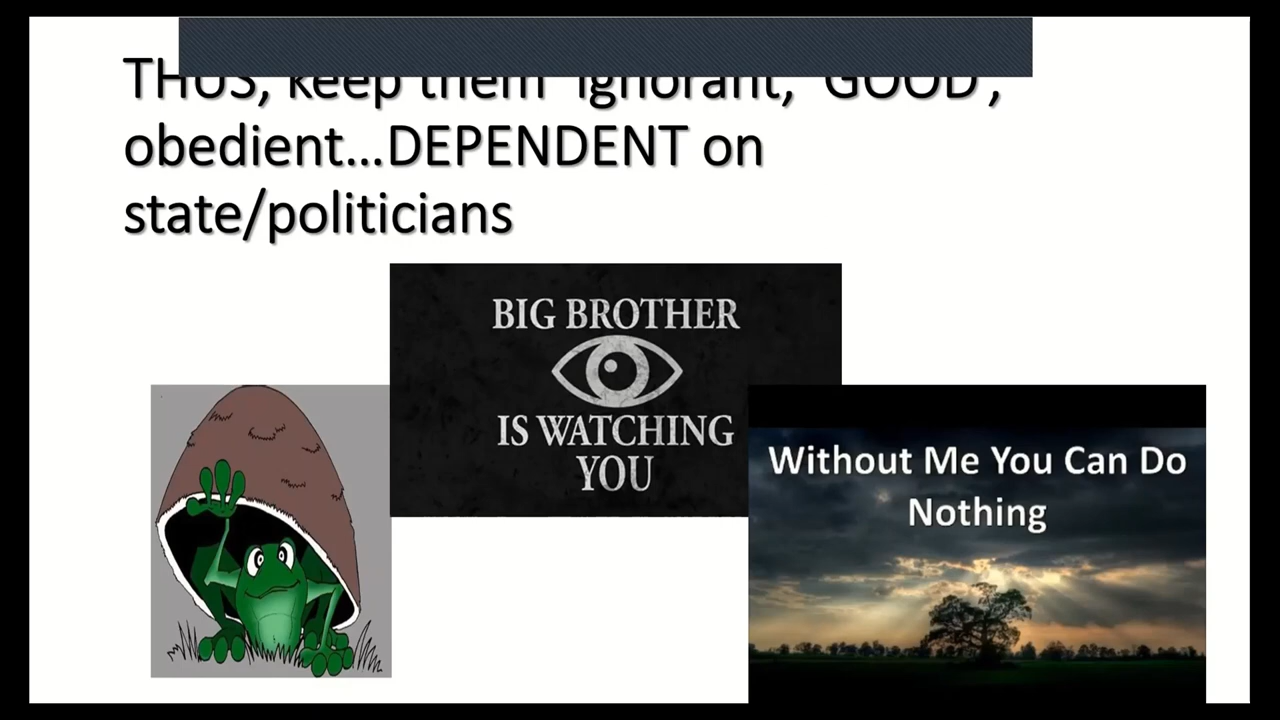 THUS, keep them ignorant, 'GOOD',
obedient...DEPENDENT on
state/politicians
BIG BROTHER
IS WATCHING
YOU
Without Me You Can Do
Nothing